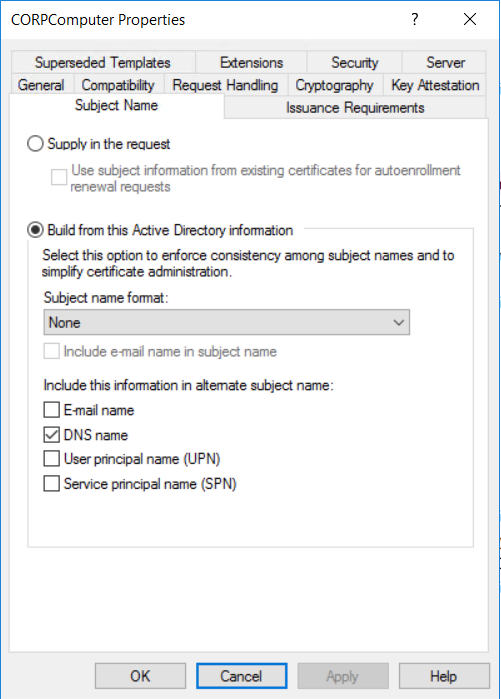 CORPComputer Properties
?
Superseded Templates Extensions Security Server
General Compatibility Request Handling Cryptography Key Attestation
Subject Name Issuance Requirements
Supply in the request
Use subject information from existing certificates for autoenrollment
renewal requests
Build from this Active Directory information
Select this option to enforce consistency among subject names and to
simplify certificate administration.
Subject name format:
None
Include e-mail name in subject name
Include this information in alternate subject name:
E-mail name
DNS name
User principal name (UPN)
Service principal name (SPN)
OK Cancel Apply Help